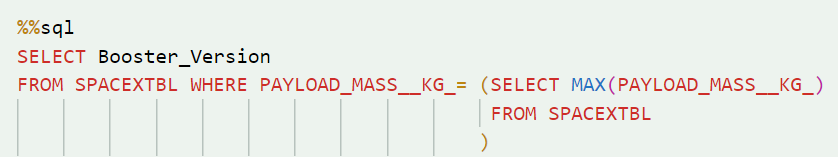 %%sql
SELECT Booster_Version
FROM SPACEXTBL WHERE PAYLOAD_MASS__KG_= (SELECT MAX(PAYLOAD_MASS__KG_)
FROM SPACEXTBL
)